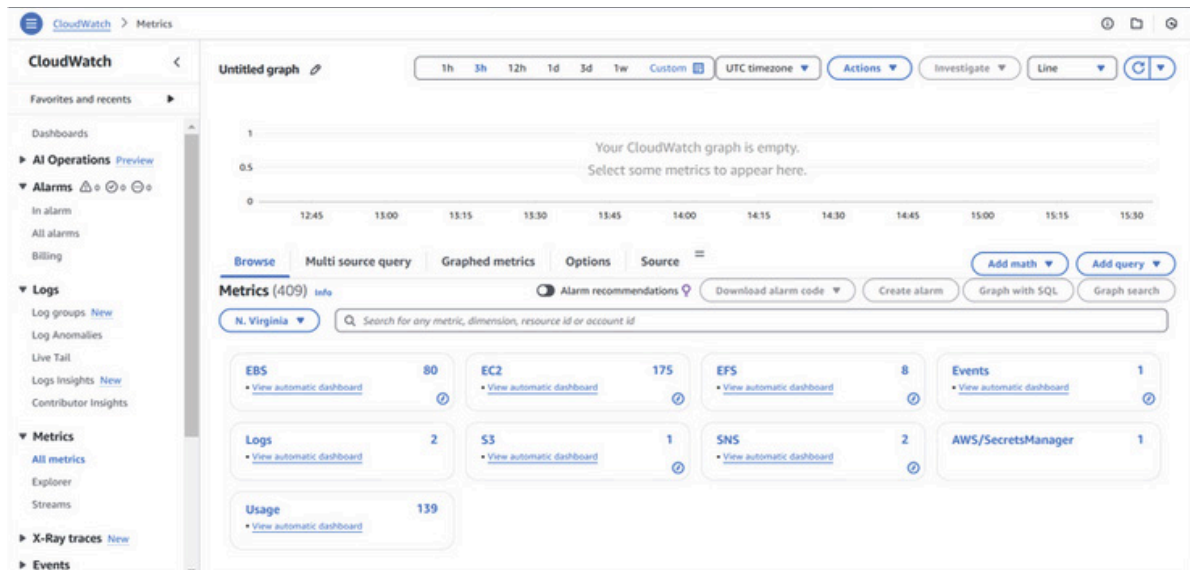 CloudWatch > Metrics
CloudWatch
Favorites and recents
Dashboards
AI Operations Preview
Alarms 0 0 0
In alarm
All alarms
Billing
Logs
Log groups New
Log Anomalies
Live Tail
Logs Insights New
Contributor Insights
Metrics
All metrics
Explorer
Streams
X-Ray traces New
Events
Untitled graph
1h 3h 12h 1d 3d 1w Custom UTC timezone Actions Investigate Line
1
0.5
0
Your CloudWatch graph is empty.
Select some metrics to appear here.
12:45 13:00 13:15 13:30 13:45 14:00 14:15 14:30 14:45 15:00 15:15 15:30
Browse Multi source query Graphed metrics Options Source Add math Add query
Metrics (409) Info Alarm recommendations Download alarm code Create alarm Graph with SQL Graph search
N. Virginia Search for any metric, dimension, resource id or account id
EBS 80
• View automatic dashboard
EC2 175
• View automatic dashboard
EFS 8
• View automatic dashboard
Events 1
• View automatic dashboard
Logs 2
• View automatic dashboard
S3 1
• View automatic dashboard
SNS 2
• View automatic dashboard
AWS/SecretsManager 1
Usage 139
• View automatic dashboard